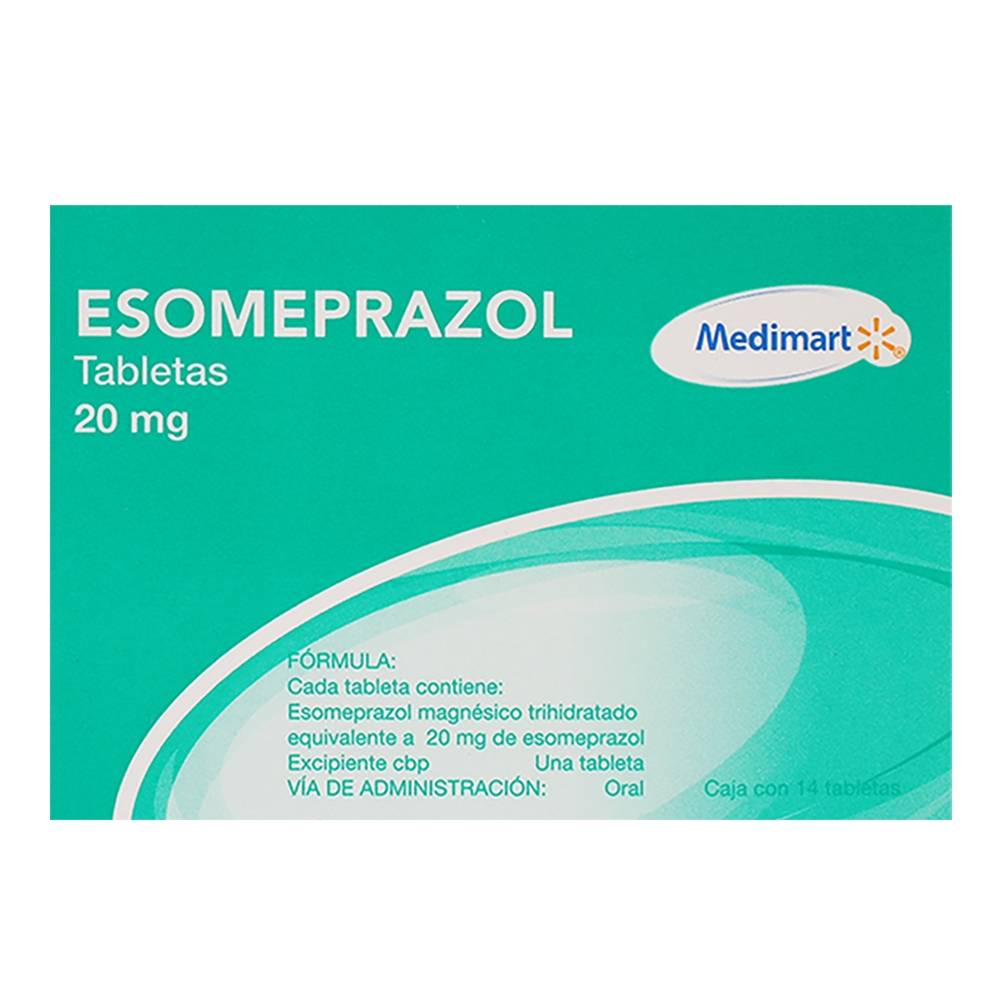 ESOMEPRAZOL
Tabletas
20 mg
Medimart
FÓRMULA:
Cada tableta contiene:
Esomeprazol magnésico trihidratado
equivalente a 20 mg de esomeprazol
Excipiente cbp Una tableta
VÍA DE ADMINISTRACIÓN: Oral
Caja con 14 tabletas